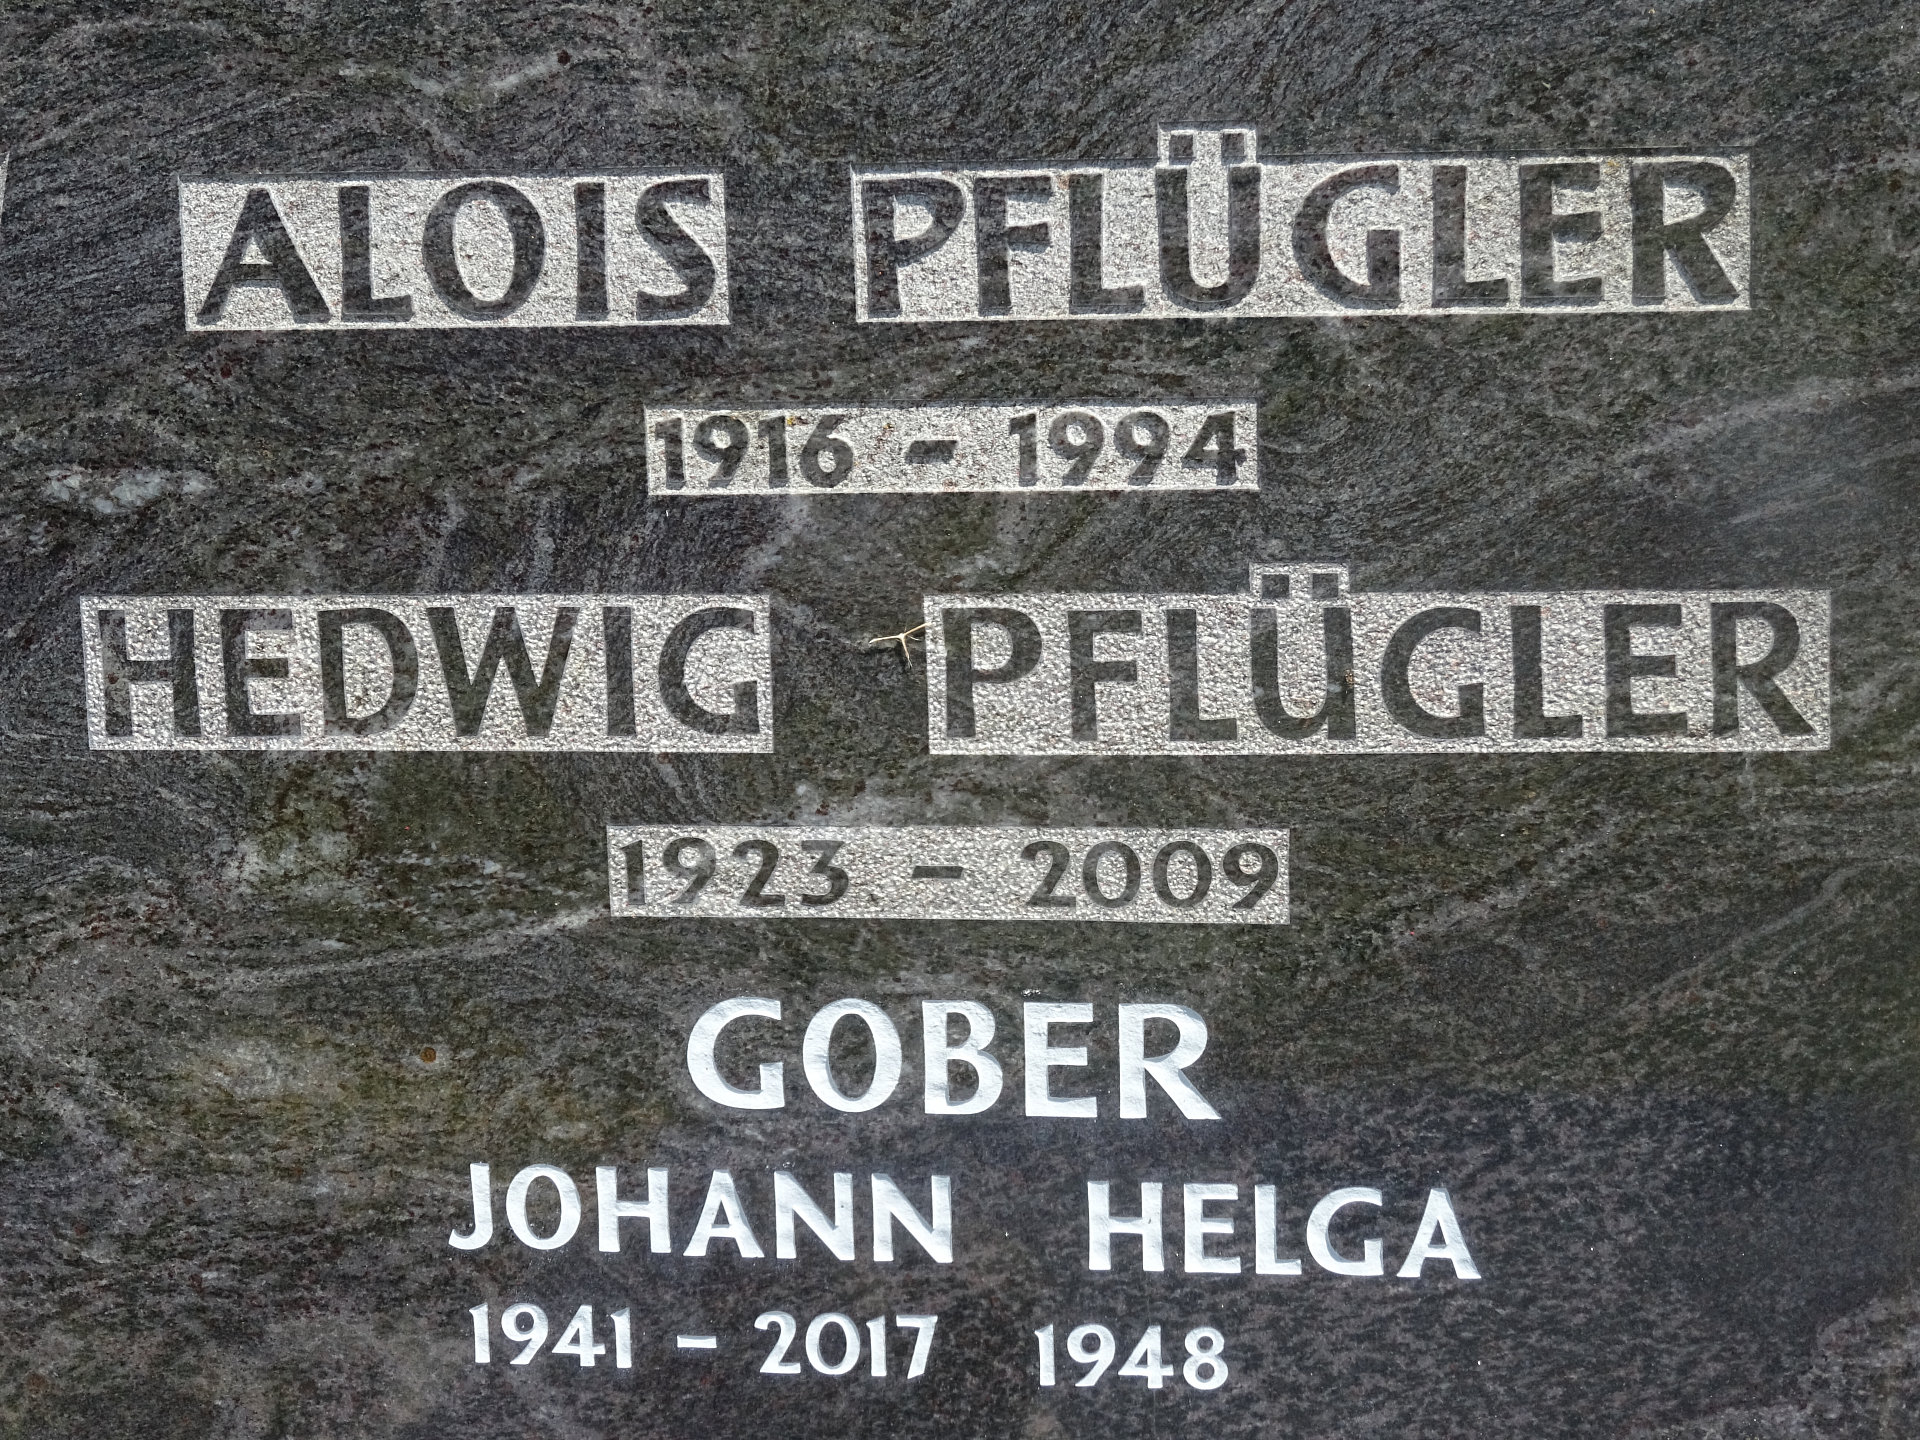 ALOIS PFLÜGLER
1916 - 1994
HEDWIG PFLÜGLER
1923 - 2009
GOBER
JOHANN HELGA
1941 - 2017 1948